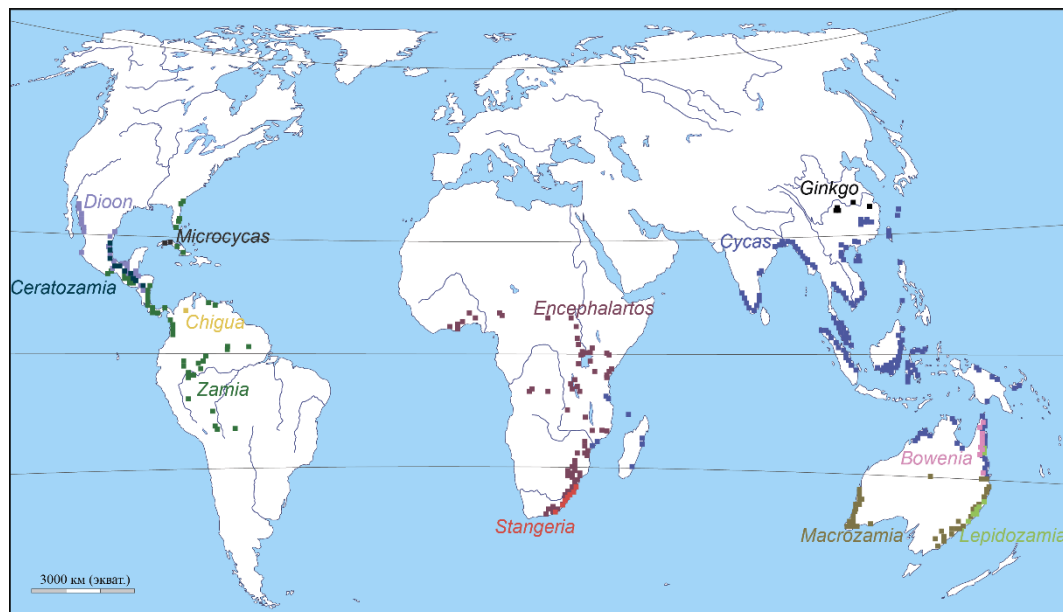 Ginkgo
Dioon
Microcycas
Cycas
Ceratozamia
Encephalartos
Chigua
Zamia
Bowenia
Stangeria
Macrozamia
Lepidozamia
3000 км (экват.)